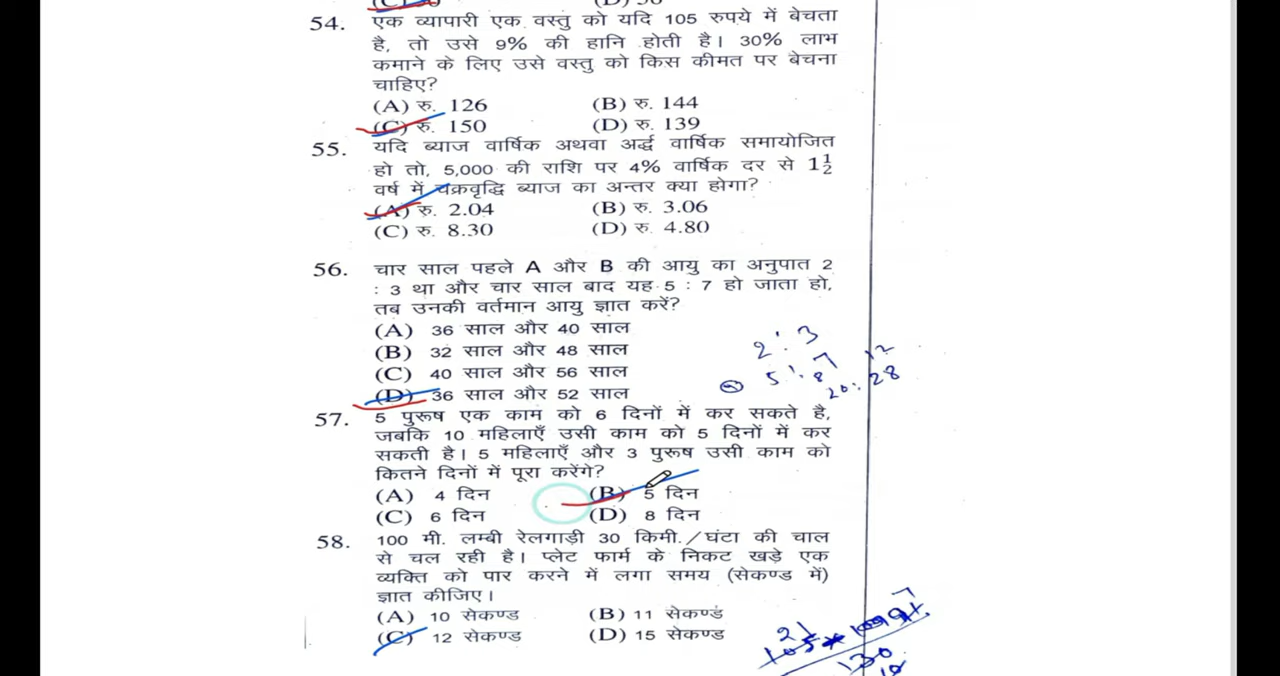 54. एक व्यापारी एक वस्तु को यदि 105 रुपये में बेचता
है, तो उसे 9% की हानि होती है। 30% लाभ
कमाने के लिए उसे वस्तु को किस कीमत पर बेचना
चाहिए?
(A) रु. 126 (B) रु. 144
(C) रु. 150 (D) रु. 139
55. यदि ब्याज वार्षिक अथवा अर्द्ध वार्षिक समायोजित
हो तो, 5,000 की राशि पर 4% वार्षिक दर से 1½
वर्ष में चक्रवृद्धि ब्याज का अन्तर क्या होगा?
(A) रु. 2.04 (B) रु. 3.06
(C) रु. 8.30 (D) रु. 4.80
56. चार साल पहले A और B की आयु का अनुपात 2
: 3 था और चार साल बाद यह 5 : 7 हो जाता हो,
तब उनकी वर्तमान आयु ज्ञात करें?
(A) 36 साल और 40 साल
(B) 32 साल और 48 साल
(C) 40 साल और 56 साल
(D) 36 साल और 52 साल
2 : 3
5 : 7
8 12
20 : 28
57. 5 पुरूष एक काम को 6 दिनों में कर सकते है,
जबकि 10 महिलाएँ उसी काम को 5 दिनों में कर
सकती है। 5 महिलाएँ और 3 पुरूष उसी काम को
कितने दिनों में पूरा करेंगे?
(A) 4 दिन (B) 5 दिन
(C) 6 दिन (D) 8 दिन
58. 100 मी. लम्बी रेलगाड़ी 30 किमी./घंटा की चाल
से चल रही है। प्लेट फार्म के निकट खड़े एक
व्यक्ति को पार करने में लगा समय (सेकण्ड में)
ज्ञात कीजिए।
(A) 10 सेकण्ड (B) 11 सेकण्ड
(C) 12 सेकण्ड (D) 15 सेकण्ड
21
105
130